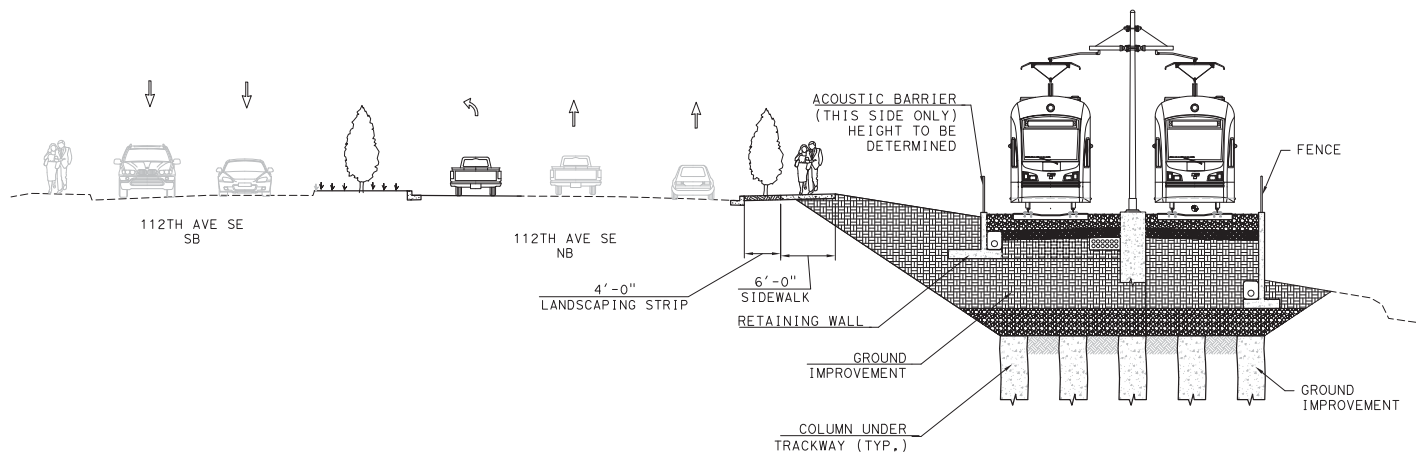 ACOUSTIC BARRIER
(THIS SIDE ONLY)
HEIGHT TO BE
DETERMINED
FENCE
112TH AVE SE
SB
112TH AVE SE
NB
4'-0"
LANDSCAPING STRIP
6'-0"
SIDEWALK
RETAINING WALL
GROUND
IMPROVEMENT
GROUND
IMPROVEMENT
COLUMN UNDER
TRACKWAY (TYP.)